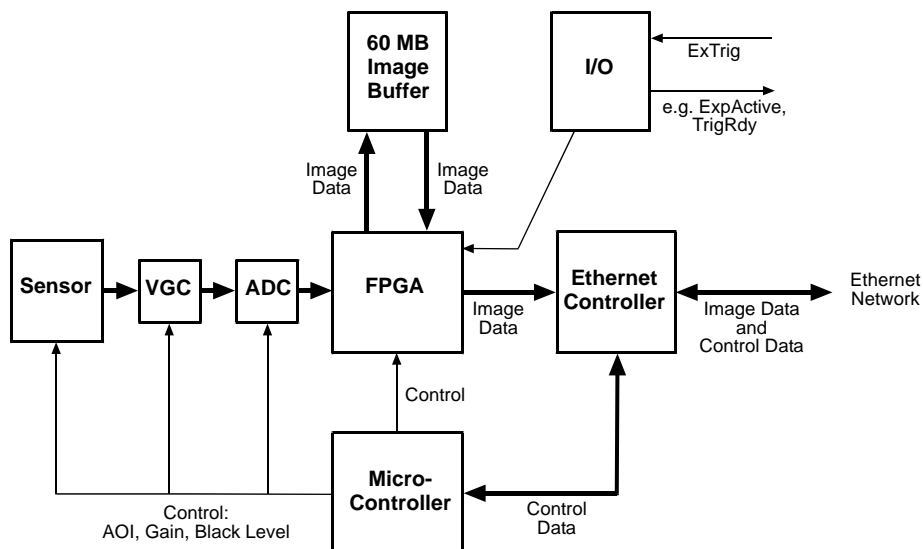 60 MB
Image
Buffer
I/O
ExTrig
e.g. ExpActive,
TrigRdy
Image
Data
Image
Data
Sensor
VGC
ADC
FPGA
Image
Data
Ethernet
Controller
Image Data
and
Control Data
Ethernet
Network
Control
Micro-
Controller
Control
Data
Control:
AOI, Gain, Black Level